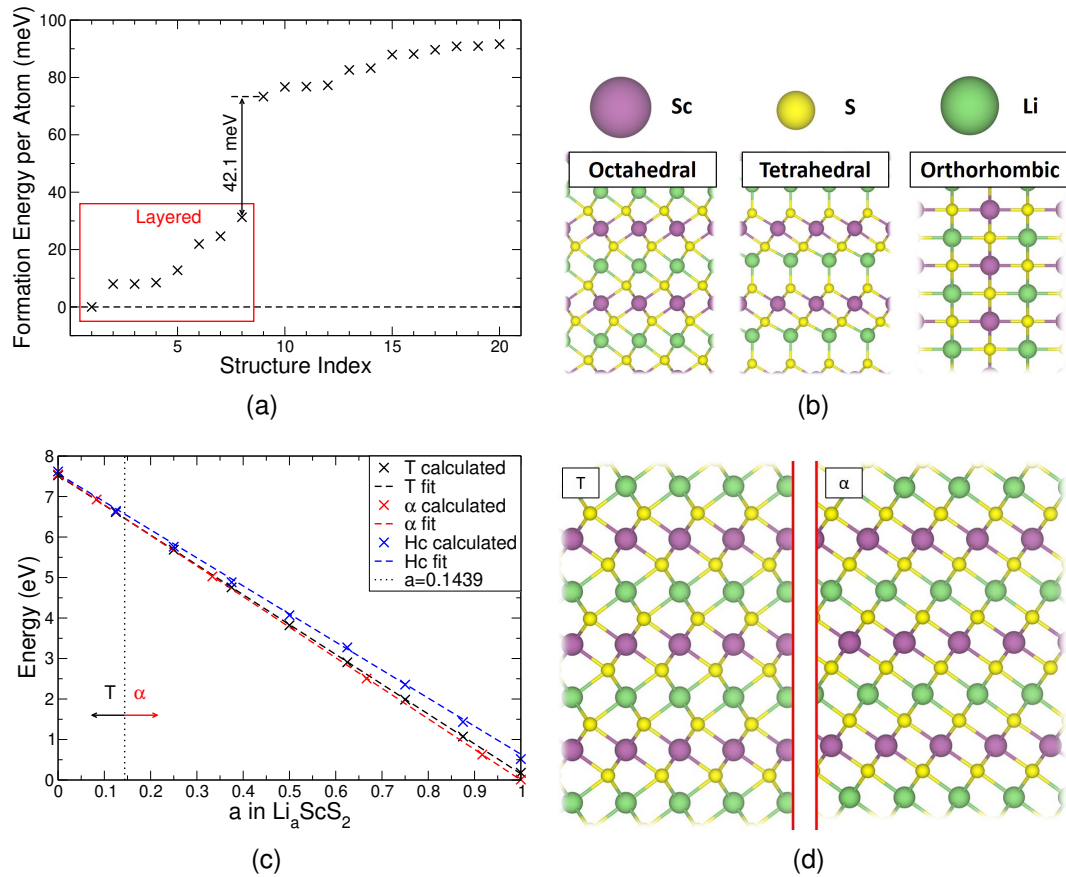 100
80
60
40
20
0
Formation Energy per Atom (meV)
42.1 meV
Layered
5
10
15
20
Structure Index
(a)
Sc
S
Li
Octahedral
Tetrahedral
Orthorhombic
(b)
8
7
6
5
4
3
2
1
0
Energy (eV)
T calculated
T fit
α calculated
α fit
Hc calculated
Hc fit
a=0.1439
T
α
0
0.1
0.2
0.3
0.4
0.5
0.6
0.7
0.8
0.9
1
a in LiₐScS₂
(c)
T
α
(d)